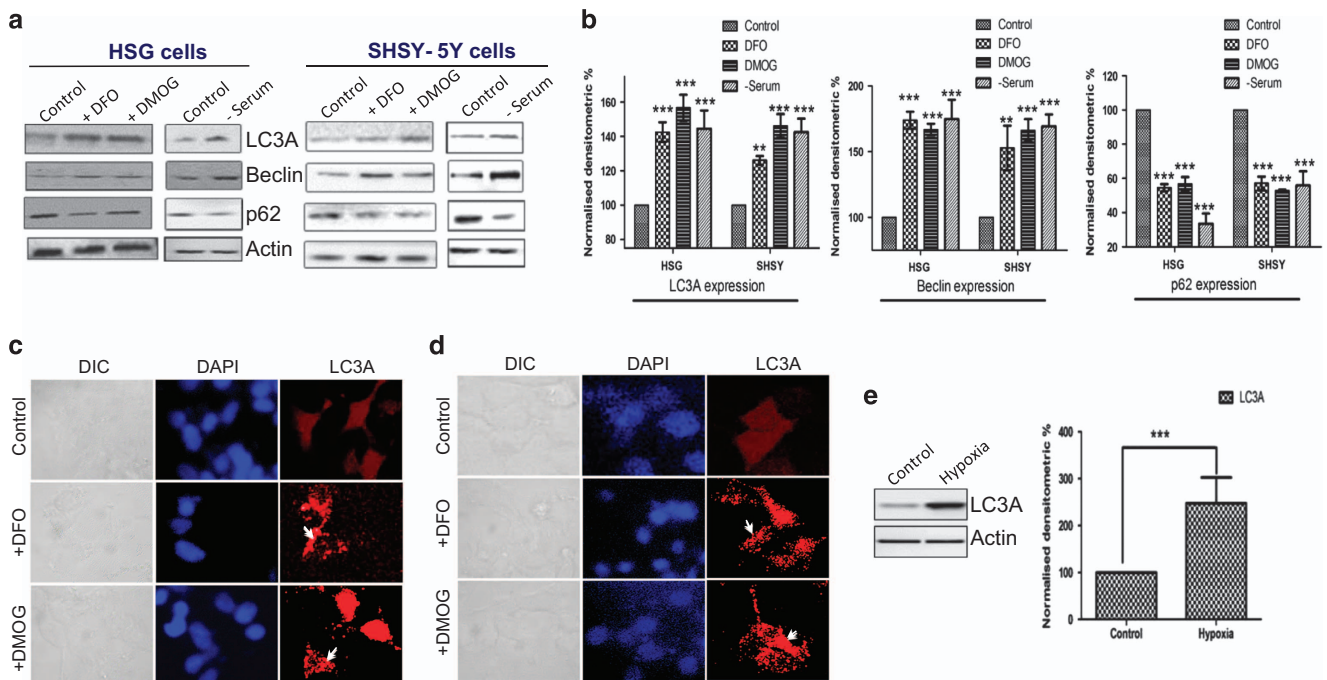 a
HSG cells
SHSY- 5Y cells
Control
+ DFO
+ DMOG
Control
- Serum
Control
+ DFO
+ DMOG
Control
- Serum
LC3A
Beclin
p62
Actin
b
Control
DFO
DMOG
-Serum
Normalised densitometric %
160
140
120
100
80
***
***
***
**
***
***
HSG
SHSY
LC3A expression
Control
DFO
DMOG
-Serum
Normalised densitometric %
200
150
100
***
***
***
**
***
***
HSG
SHSY
Beclin expression
Control
DFO
DMOG
-Serum
Normalised densitometric %
120
100
80
60
40
20
***
***
***
***
***
***
HSG
SHSY
p62 expression
c
DIC
DAPI
LC3A
Control
+DFO
+DMOG
d
DIC
DAPI
LC3A
Control
+DFO
+DMOG
e
Control
Hypoxia
LC3A
Actin
LC3A
Normalised densitometric %
400
300
200
100
0
***
Control
Hypoxia